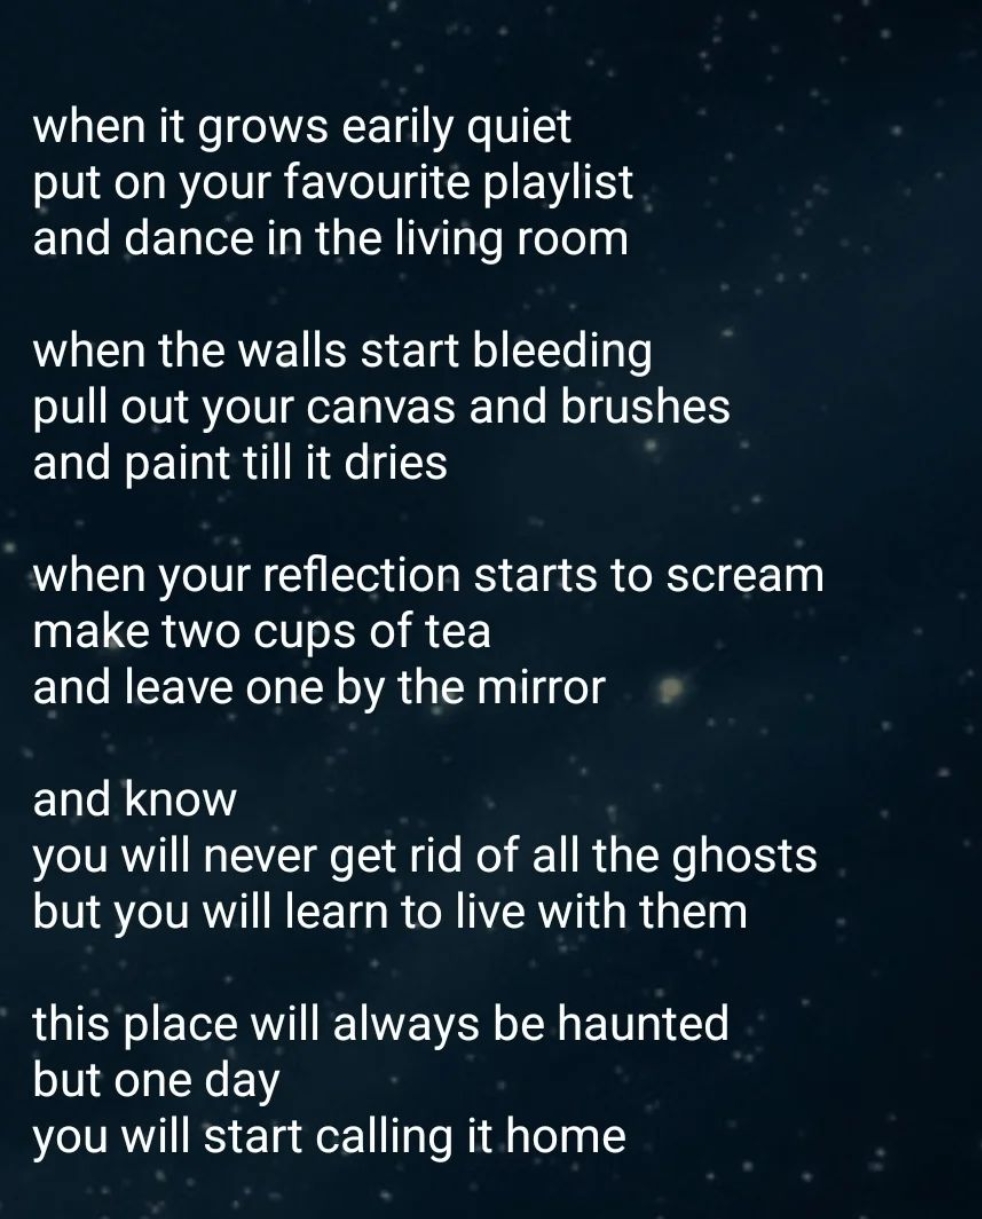 when it grows earily quiet
put on your favourite playlist
and dance in the living room
when the walls start bleeding
pull out your canvas and brushes
and paint till it dries
when your reflection starts to scream
make two cups of tea
and leave one by the mirror
and know
you will never get rid of all the ghosts
but you will learn to live with them
this place will always be haunted
but one day
you will start calling it home